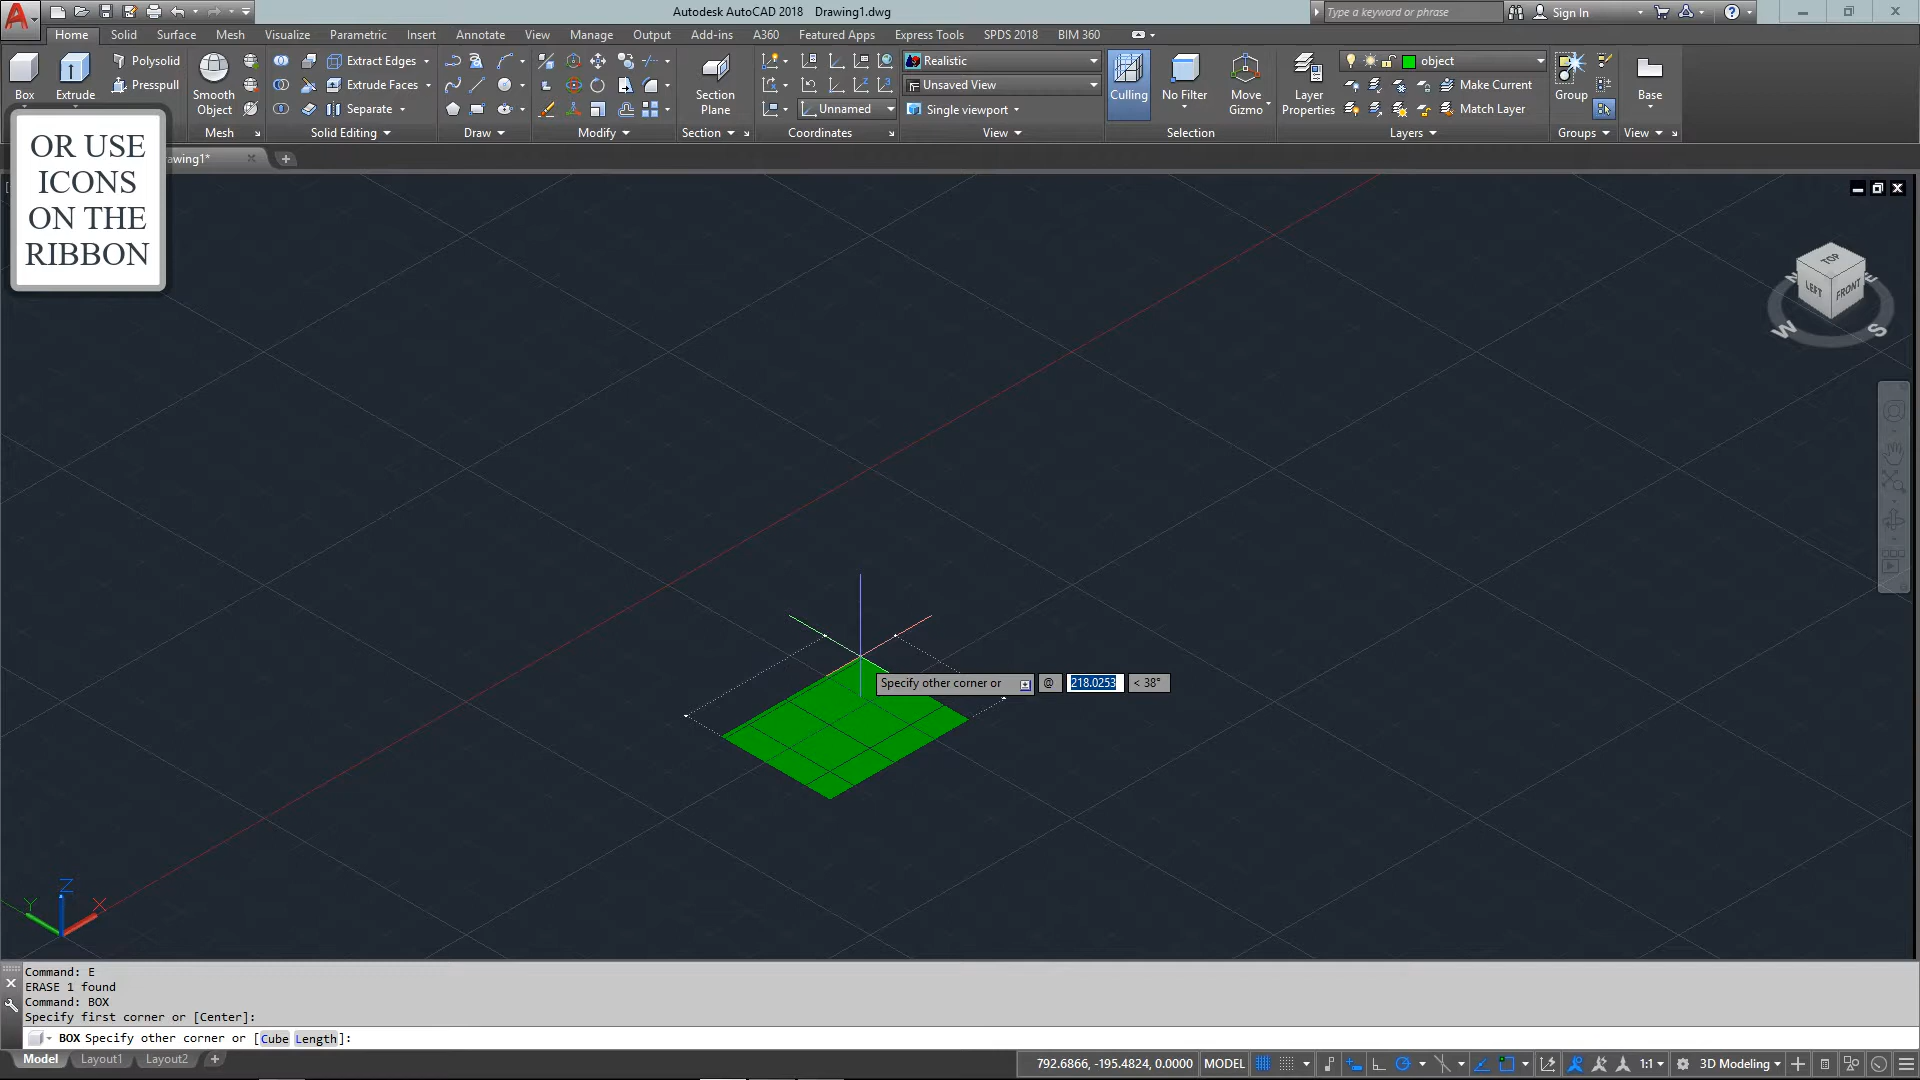 Autodesk AutoCAD 2018 Drawing1.dwg
Type a keyword or phrase
Sign In
Home Solid Surface Mesh Visualize Parametric Insert Annotate View Manage Output Add-ins A360 Featured Apps Express Tools SPDS 2018 BIM 360
Box
Extrude
Polysolid
Presspull
Smooth Object
Mesh
Extract Edges
Extrude Faces
Separate
Solid Editing
Draw
Modify
Section Plane
Section
Unnamed
Coordinates
Realistic
Unsaved View
Single viewport
View
Culling
No Filter
Move Gizmo
Selection
Layer Properties
object
Make Current
Match Layer
Layers
Group
Groups
Base
View
awing1*
OR USE
ICONS
ON THE
RIBBON
TOP
LEFT
FRONT
N
E
W
S
Specify other corner or @ 218.0253 < 38°
Z
Y
X
Command: E
ERASE 1 found
Command: BOX
Specify first corner or [Center]:
BOX Specify other corner or [Cube Length]:
Model Layout1 Layout2
792.6866, -195.4824, 0.0000 MODEL 1:1 3D Modeling